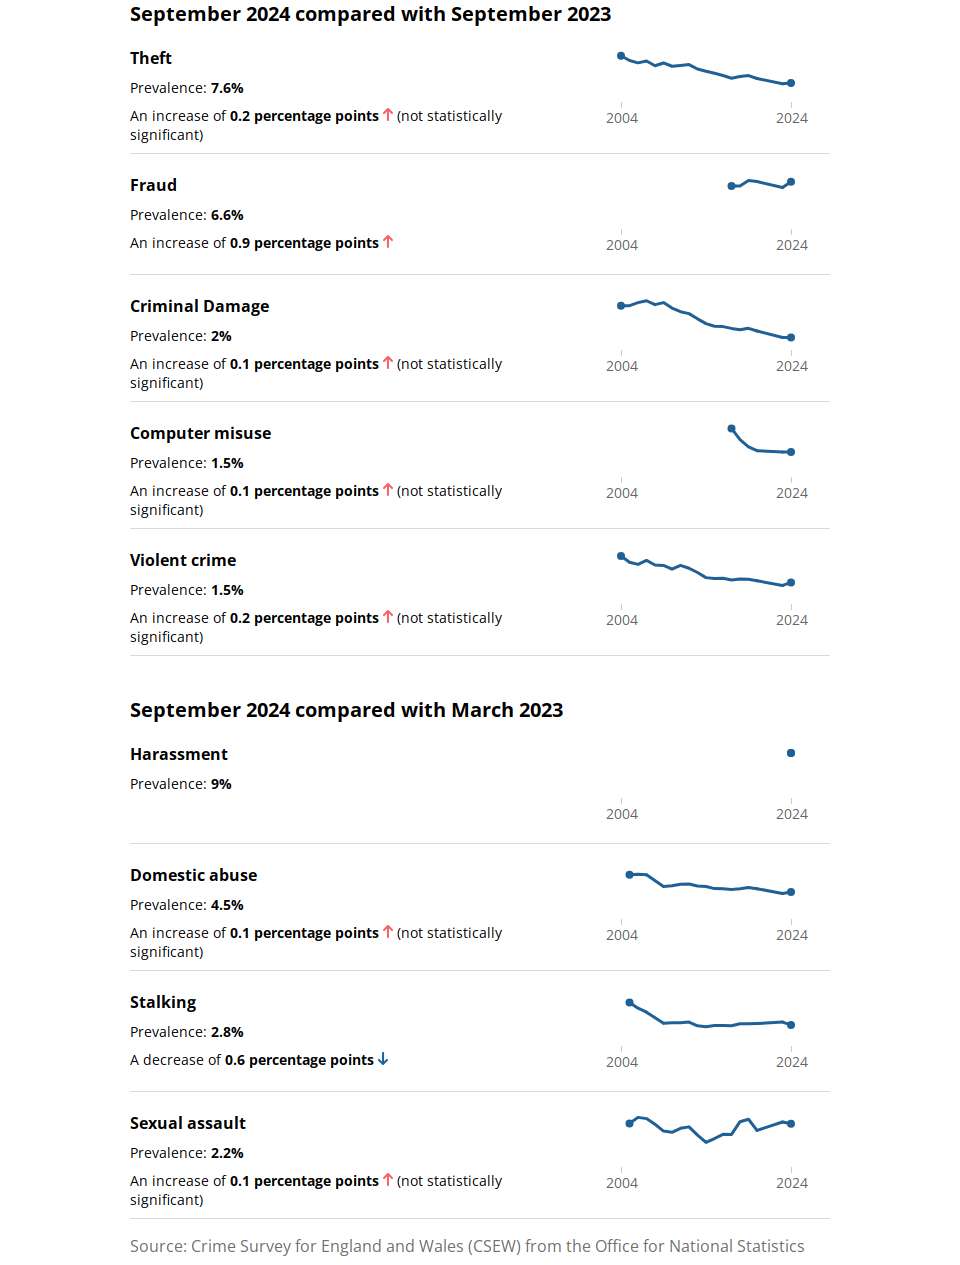 September 2024 compared with September 2023
Theft
Prevalence: 7.6%
An increase of 0.2 percentage points ↑ (not statistically
significant)
2004 2024
Fraud
Prevalence: 6.6%
An increase of 0.9 percentage points ↑
2004 2024
Criminal Damage
Prevalence: 2%
An increase of 0.1 percentage points ↑ (not statistically
significant)
2004 2024
Computer misuse
Prevalence: 1.5%
An increase of 0.1 percentage points ↑ (not statistically
significant)
2004 2024
Violent crime
Prevalence: 1.5%
An increase of 0.2 percentage points ↑ (not statistically
significant)
2004 2024
September 2024 compared with March 2023
Harassment
Prevalence: 9%
2004 2024
Domestic abuse
Prevalence: 4.5%
An increase of 0.1 percentage points ↑ (not statistically
significant)
2004 2024
Stalking
Prevalence: 2.8%
A decrease of 0.6 percentage points ↓
2004 2024
Sexual assault
Prevalence: 2.2%
An increase of 0.1 percentage points ↑ (not statistically
significant)
2004 2024
Source: Crime Survey for England and Wales (CSEW) from the Office for National Statistics